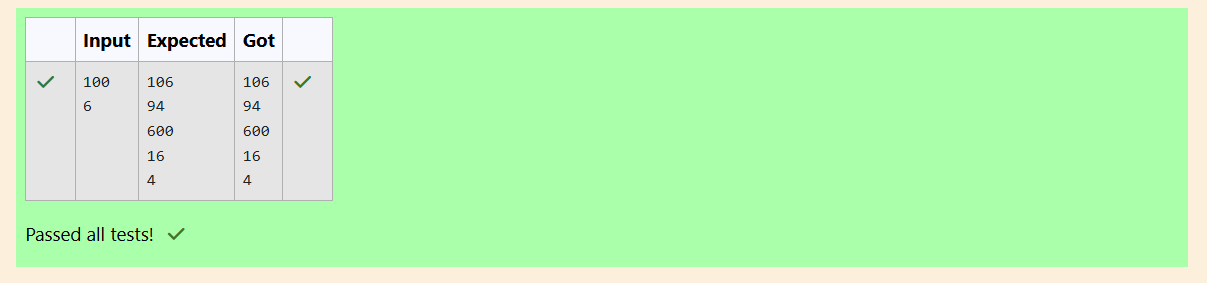 Input Expected Got
100 106 106
6 94 94
600 600
16 16
4 4
Passed all tests!